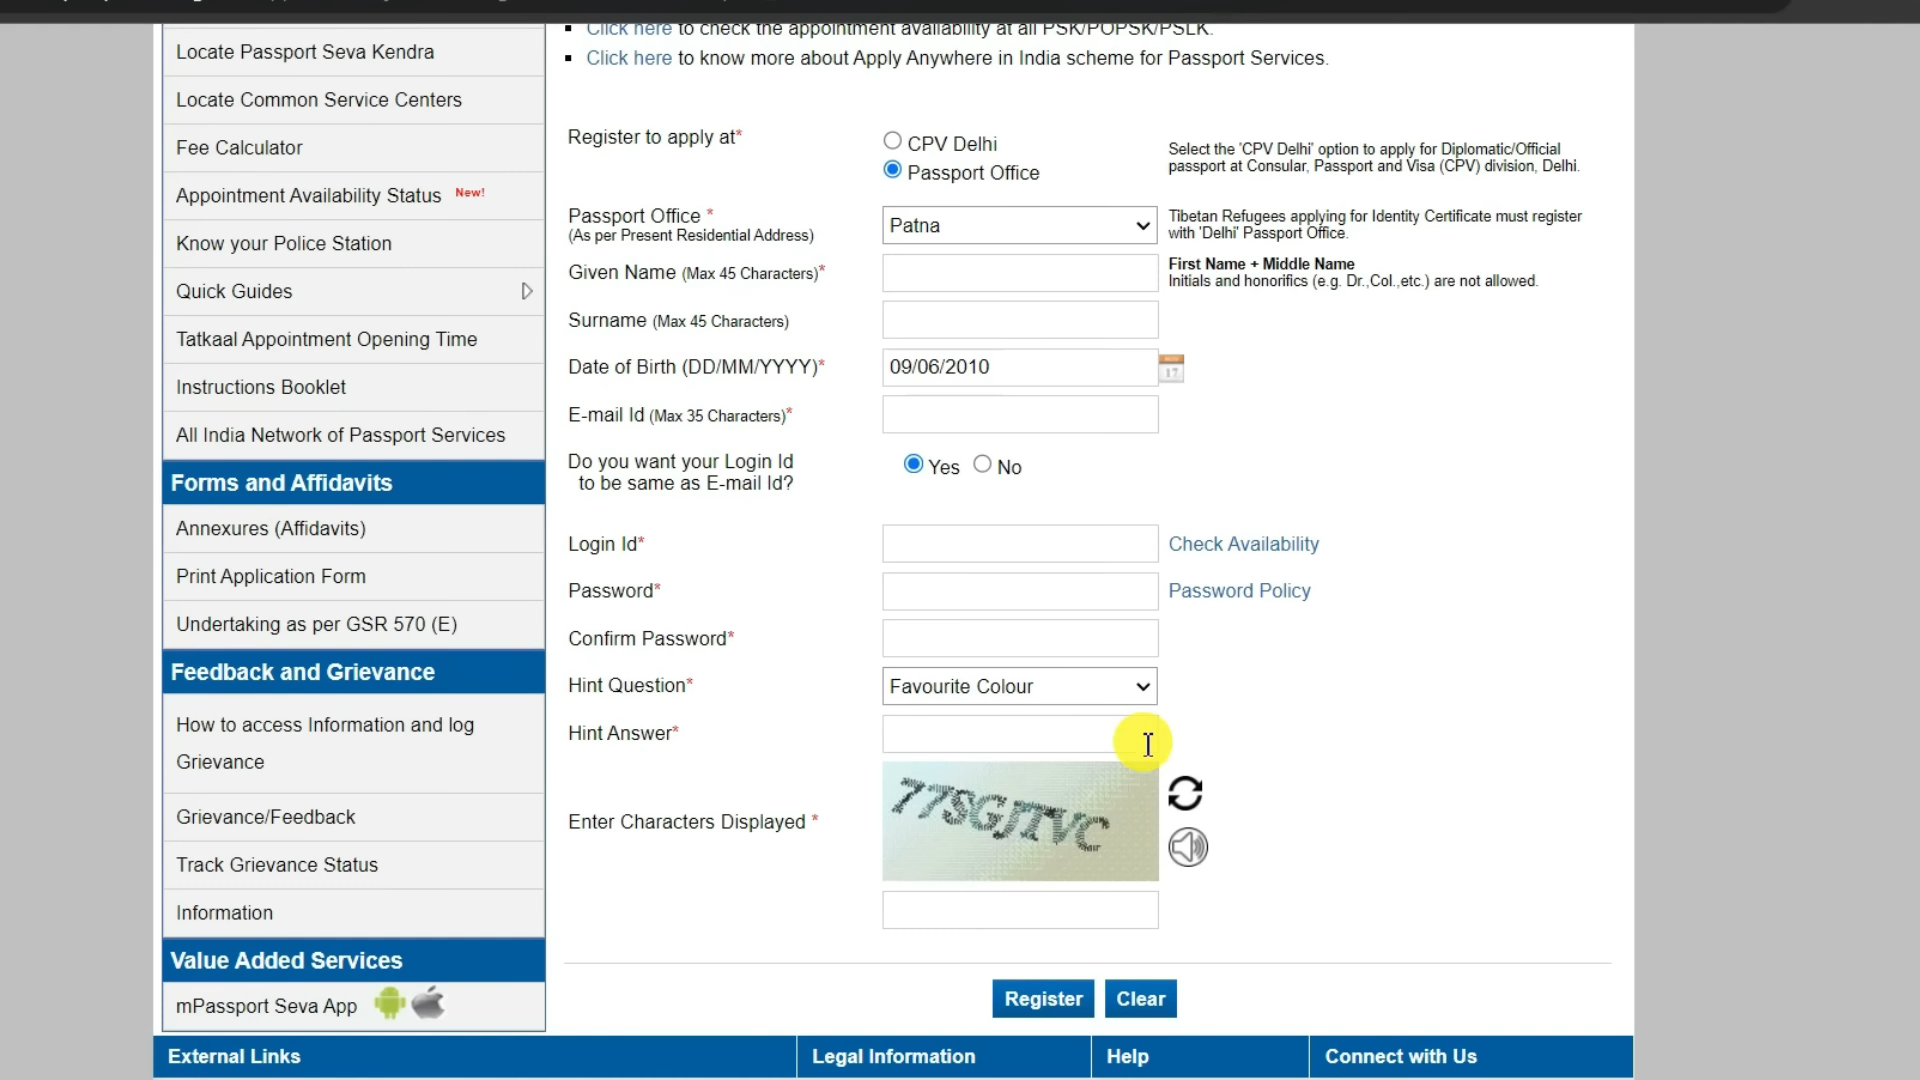 Click here to check the appointment availability at all PSK/POPSK/PSLK.
Click here to know more about Apply Anywhere in India scheme for Passport Services.
Locate Passport Seva Kendra
Locate Common Service Centers
Fee Calculator
Appointment Availability Status New!
Know your Police Station
Quick Guides
Tatkaal Appointment Opening Time
Instructions Booklet
All India Network of Passport Services
Forms and Affidavits
Annexures (Affidavits)
Print Application Form
Undertaking as per GSR 570 (E)
Feedback and Grievance
How to access Information and log
Grievance
Grievance/Feedback
Track Grievance Status
Information
Value Added Services
mPassport Seva App
Register to apply at*
CPV Delhi
Passport Office
Select the 'CPV Delhi' option to apply for Diplomatic/Official
passport at Consular, Passport and Visa (CPV) division, Delhi.
Passport Office *
(As per Present Residential Address)
Patna
Tibetan Refugees applying for Identity Certificate must register
with 'Delhi' Passport Office.
Given Name (Max 45 Characters)*
First Name + Middle Name
Initials and honorifics (e.g. Dr.,Col.,etc.) are not allowed.
Surname (Max 45 Characters)
Date of Birth (DD/MM/YYYY)*
09/06/2010
E-mail Id (Max 35 Characters)*
Do you want your Login Id
to be same as E-mail Id?
Yes No
Login Id*
Check Availability
Password*
Password Policy
Confirm Password*
Hint Question*
Favourite Colour
Hint Answer*
Enter Characters Displayed *
Register Clear
External Links Legal Information Help Connect with Us